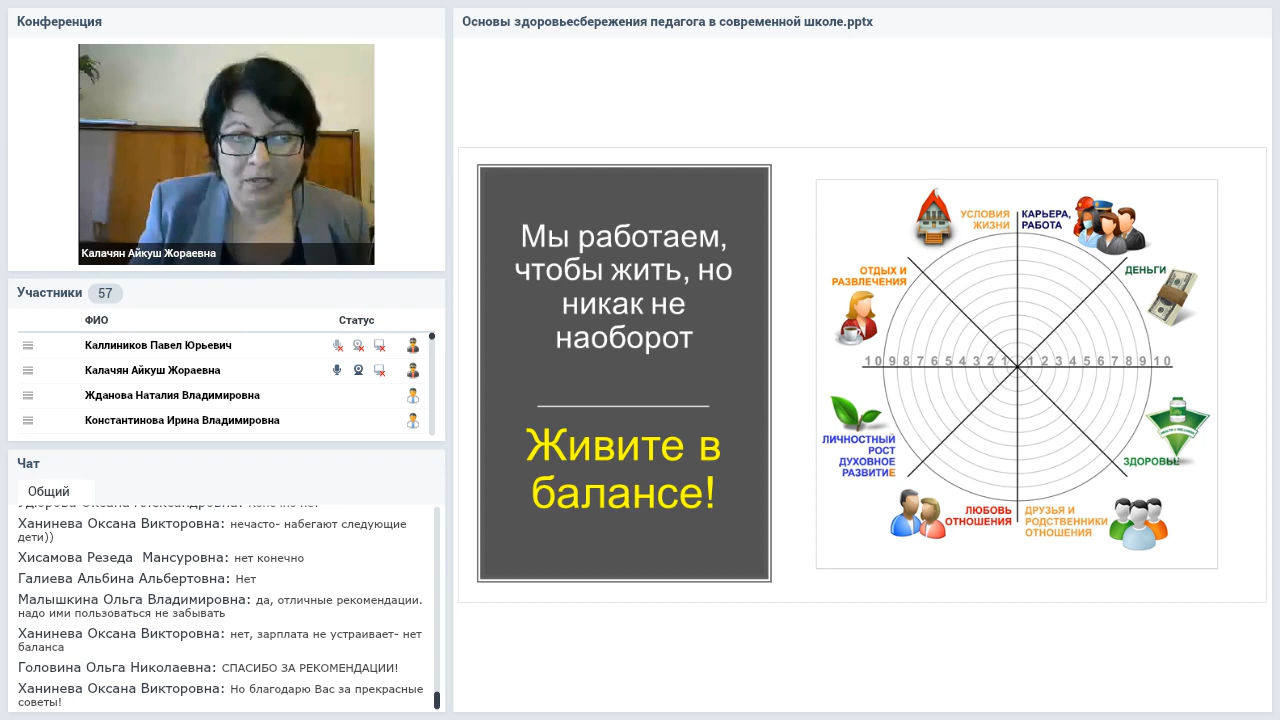 Конференция
Калачян Айкуш Жораевна
Участники 57
ФИО Статус
Каллиников Павел Юрьевич
Калачян Айкуш Жораевна
Жданова Наталия Владимировна
Константинова Ирина Владимировна
Чат
Общий
Ханинева Оксана Викторовна: нечасто- набегают следующие
дети))
Хисамова Резеда Мансуровна: нет конечно
Галиева Альбина Альбертовна: Нет
Малышкина Ольга Владимировна: да, отличные рекомендации.
надо ими пользоваться не забывать
Ханинева Оксана Викторовна: нет, зарплата не устраивает- нет
баланса
Головина Ольга Николаевна: СПАСИБО ЗА РЕКОМЕНДАЦИИ!
Ханинева Оксана Викторовна: Но благодарю Вас за прекрасные
советы!
Основы здоровьесбережения педагога в современной школе.pptx
Мы работаем,
чтобы жить, но
никак не
наоборот
Живите в
балансе!
УСЛОВИЯ
ЖИЗНИ
КАРЬЕРА,
РАБОТА
ОТДЫХ И
РАЗВЛЕЧЕНИЯ
ДЕНЬГИ
10 9 8 7 6 5 4 3 2 1 1 2 3 4 5 6 7 8 9 10
ЛИЧНОСТНЫЙ
РОСТ
ДУХОВНОЕ
РАЗВИТИЕ
ЗДОРОВЬЕ
ЛЮБОВЬ
ОТНОШЕНИЯ
ДРУЗЬЯ И
РОДСТВЕННИКИ
ОТНОШЕНИЯ